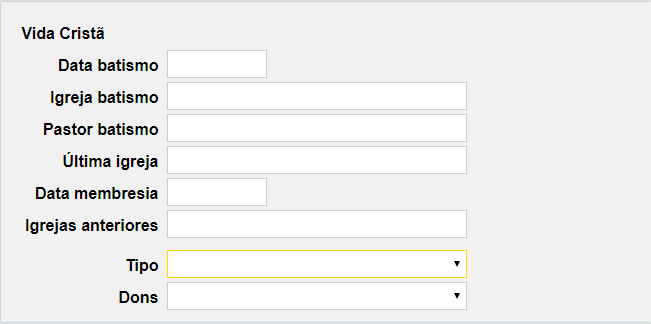 Vida Cristã
Data batismo
Igreja batismo
Pastor batismo
Última igreja
Data membresia
Igrejas anteriores
Tipo
Dons